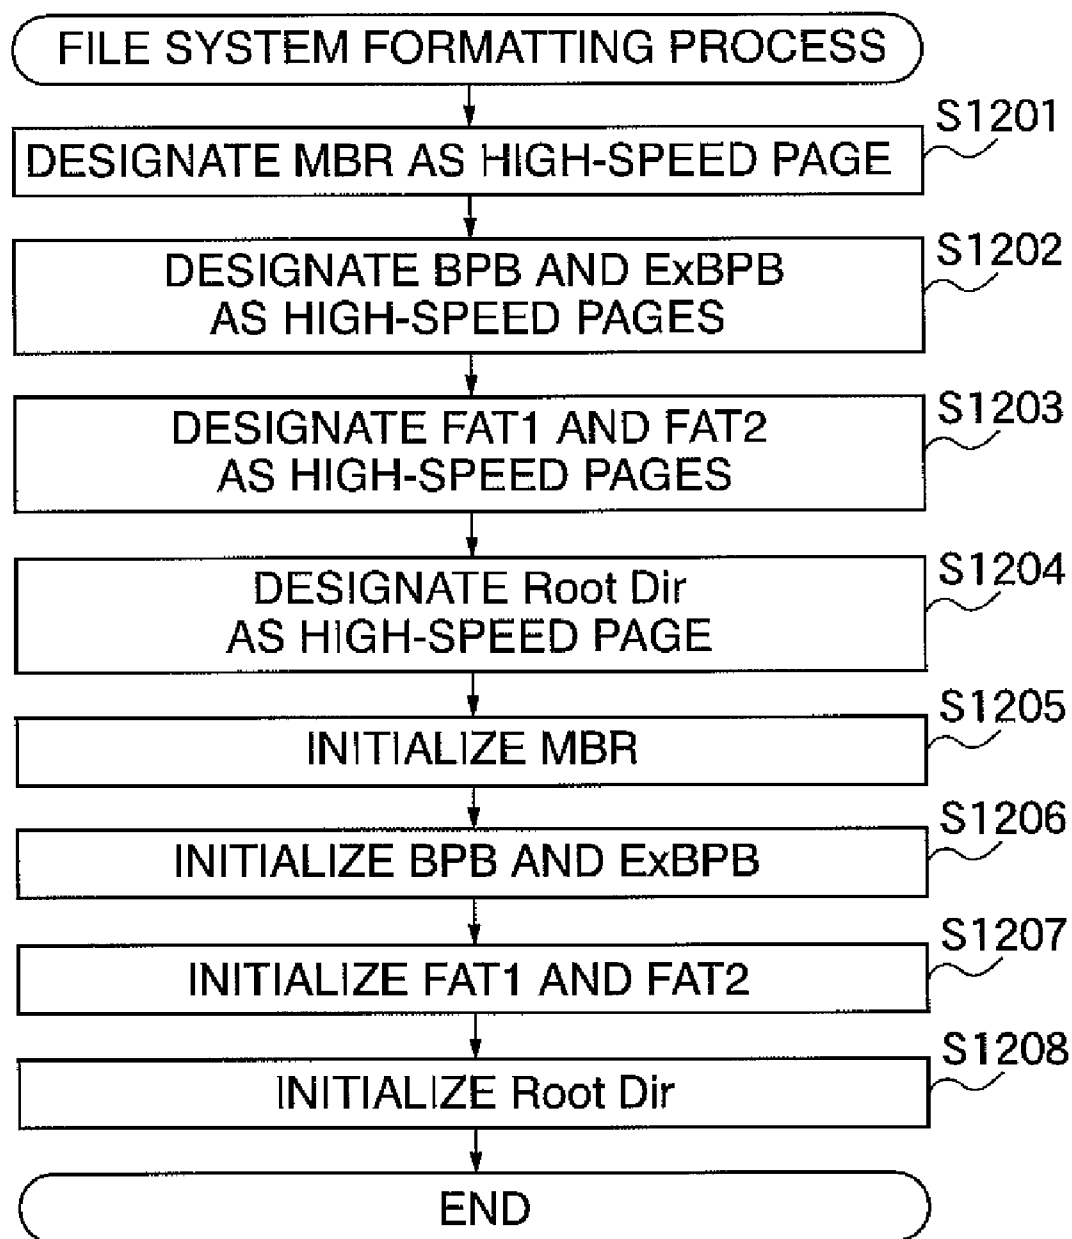 FILE SYSTEM FORMATTING PROCESS
S1201
DESIGNATE MBR AS HIGH-SPEED PAGE
S1202
DESIGNATE BPB AND ExBPB
AS HIGH-SPEED PAGES
S1203
DESIGNATE FAT1 AND FAT2
AS HIGH-SPEED PAGES
S1204
DESIGNATE Root Dir
AS HIGH-SPEED PAGE
S1205
INITIALIZE MBR
S1206
INITIALIZE BPB AND ExBPB
S1207
INITIALIZE FAT1 AND FAT2
S1208
INITIALIZE Root Dir
END